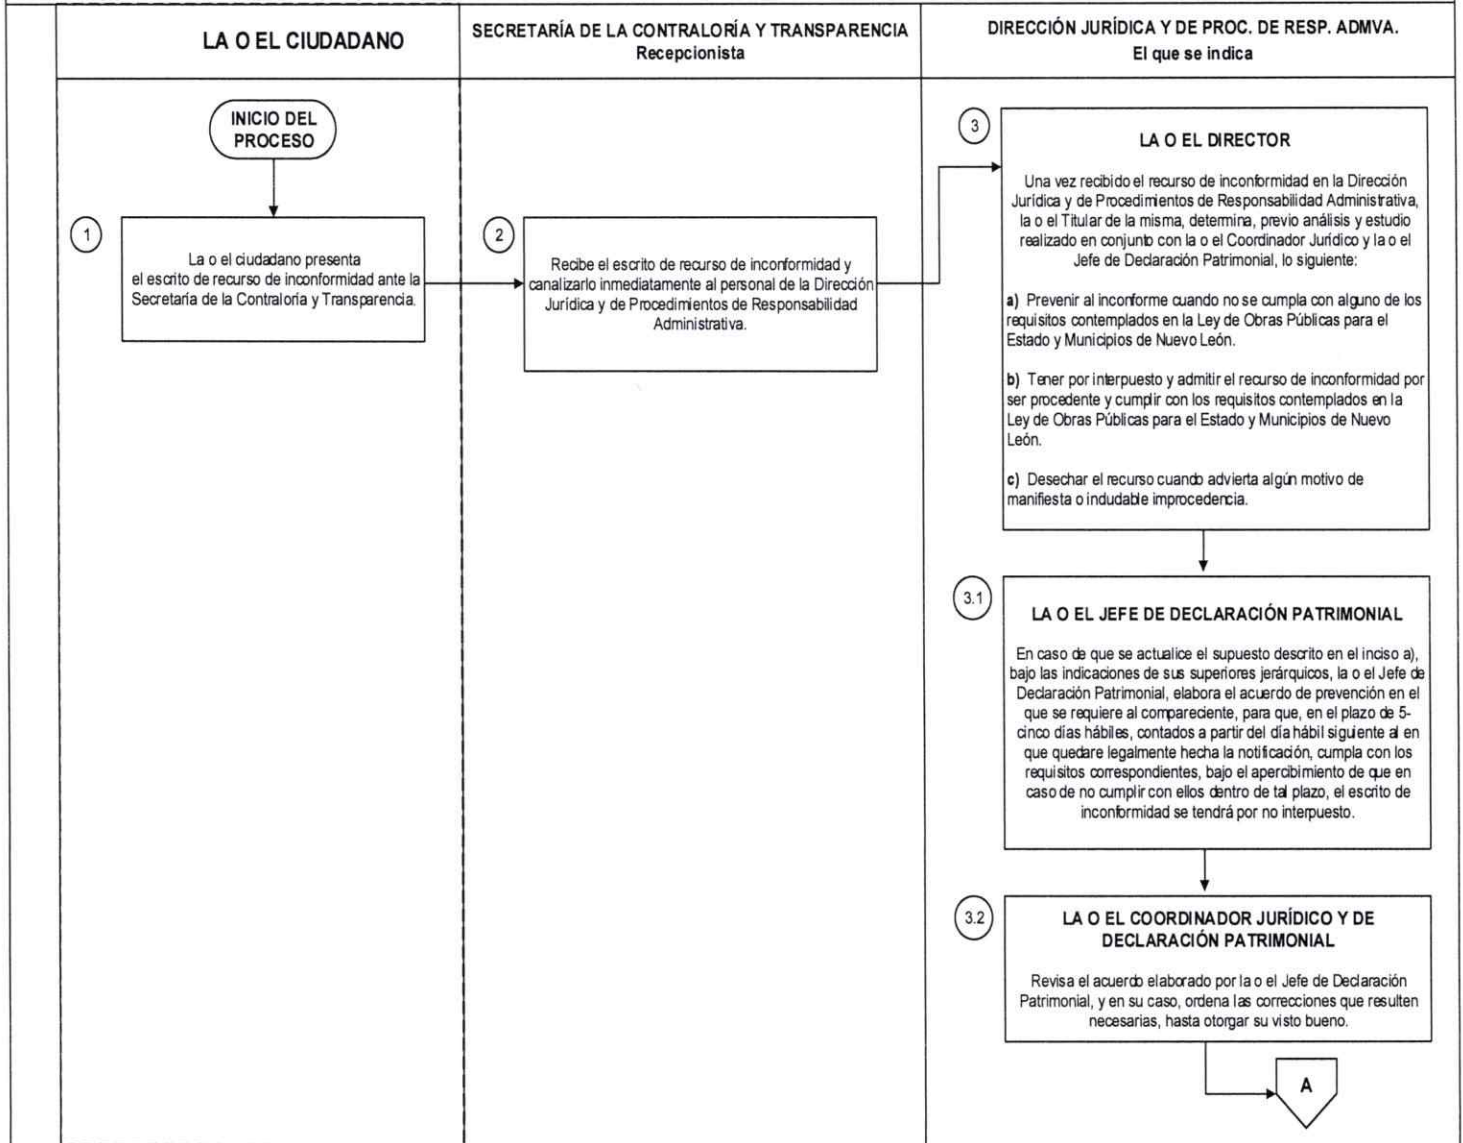 LA O EL CIUDADANO
SECRETARÍA DE LA CONTRALORÍA Y TRANSPARENCIA
Recepcionista
DIRECCIÓN JURÍDICA Y DE PROC. DE RESP. ADMVA.
El que se indica
INICIO DEL
PROCESO
1
La o el ciudadano presenta
el escrito de recurso de inconformidad ante la
Secretaría de la Contraloría y Transparencia.
2
Recibe el escrito de recurso de inconformidad y
canalizarlo inmediatamente al personal de la Dirección
Jurídica y de Procedimientos de Responsabilidad
Administrativa.
3
LA O EL DIRECTOR
Una vez recibido el recurso de inconformidad en la Dirección
Jurídica y de Procedimientos de Responsabilidad Administrativa,
la o el Titular de la misma, determina, previo análisis y estudio
realizado en conjunto con la o el Coordinador Jurídico y la o el
Jefe de Declaración Patrimonial, lo siguiente:
a) Prevenir al inconforme cuando no se cumpla con alguno de los
requisitos contemplados en la Ley de Obras Públicas para el
Estado y Municipios de Nuevo León.
b) Tener por interpuesto y admitir el recurso de inconformidad por
ser procedente y cumplir con los requisitos contemplados en la
Ley de Obras Públicas para el Estado y Municipios de Nuevo
León.
c) Desechar el recurso cuando advierta algún motivo de
manifiesta o indudable improcedencia.
3.1
LA O EL JEFE DE DECLARACIÓN PATRIMONIAL
En caso de que se actualice el supuesto descrito en el inciso a),
bajo las indicaciones de sus superiores jerárquicos, la o el Jefe de
Declaración Patrimonial, elabora el acuerdo de prevención en el
que se requiere al compareciente, para que, en el plazo de 5-
cinco días hábiles, contados a partir del día hábil siguiente al en
que quedare legalmente hecha la notificación, cumpla con los
requisitos correspondientes, bajo el apercibimiento de que en
caso de no cumplir con ellos dentro de tal plazo, el escrito de
inconformidad se tendrá por no interpuesto.
3.2
LA O EL COORDINADOR JURÍDICO Y DE
DECLARACIÓN PATRIMONIAL
Revisa el acuerdo elaborado por la o el Jefe de Declaración
Patrimonial, y en su caso, ordena las correcciones que resulten
necesarias, hasta otorgar su visto bueno.
A